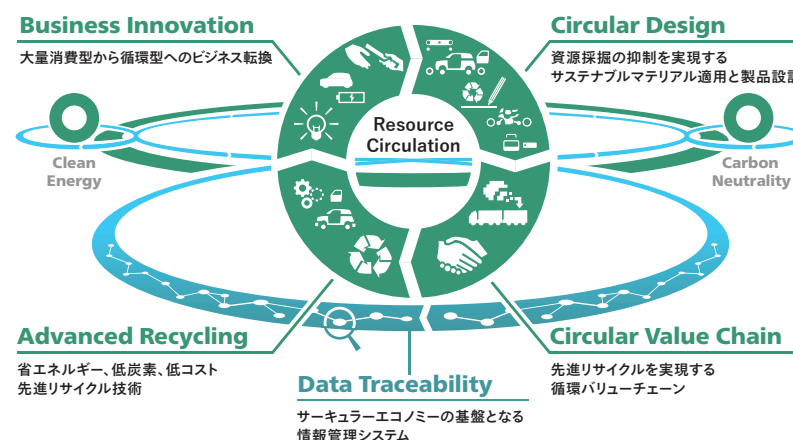 Business Innovation
大量消費型から循環型へのビジネス転換
Circular Design
資源採掘の抑制を実現する
サステナブルマテリアル適用と製品設計
Resource
Circulation
Clean
Energy
Carbon
Neutrality
Advanced Recycling
省エネルギー、低炭素、低コスト
先進リサイクル技術
Data Traceability
サーキュラーエコノミーの基盤となる
情報管理システム
Circular Value Chain
先進リサイクルを実現する
循環バリューチェーン